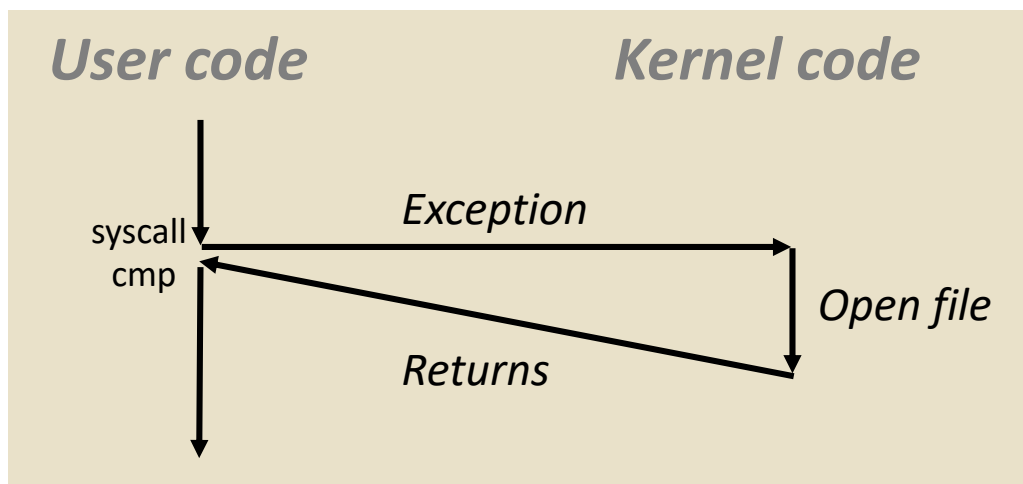 User code
Kernel code
Exception
syscall
cmp
Open file
Returns